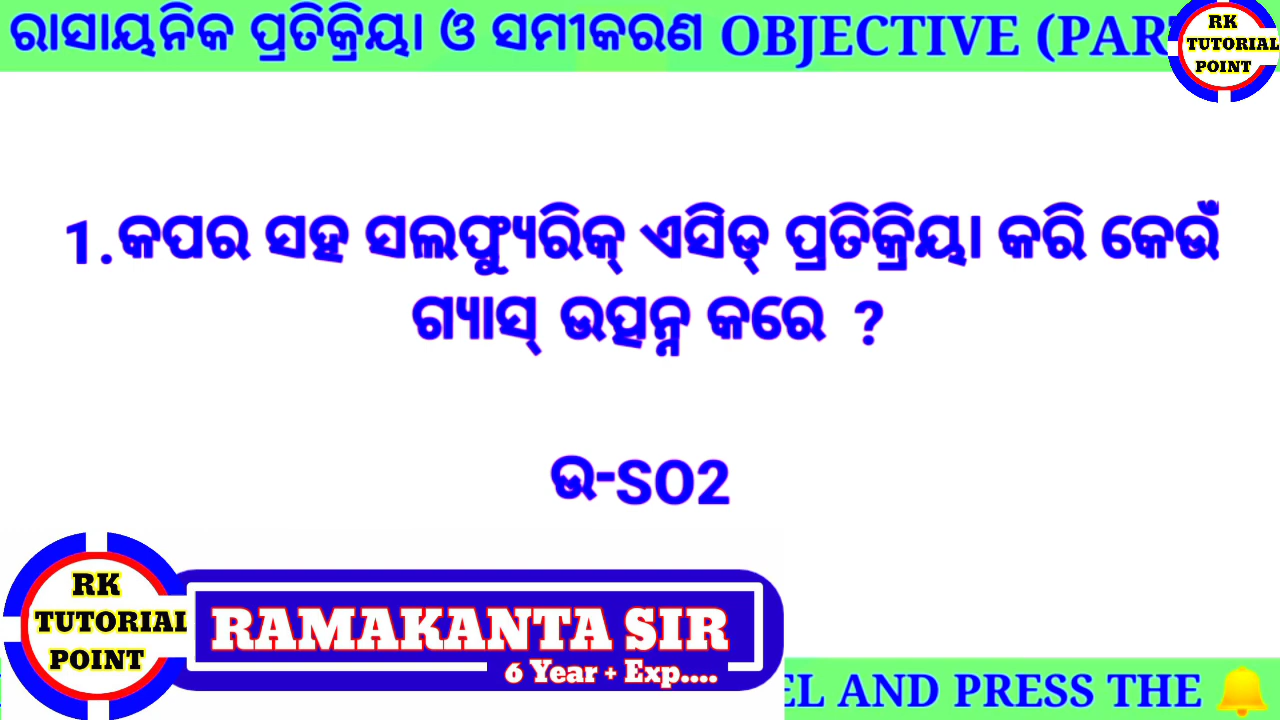 ରାସାୟନିକ ପ୍ରତିକ୍ରିୟା ଓ ସମୀକରଣ OBJECTIVE (PAR
RK
TUTORIAL
POINT
1.କପର ସହ ସଲଫ୍ୟୁରିକ୍ ଏସିଡ୍ ପ୍ରତିକ୍ରିୟା କରି କେଉଁ
ଗ୍ୟାସ୍ ଉତ୍ପନ୍ନ କରେ ?
ଉ-SO2
RK
TUTORIAL
POINT
RAMAKANTA SIR
6 Year + Exp....
EL AND PRESS THE 🔔